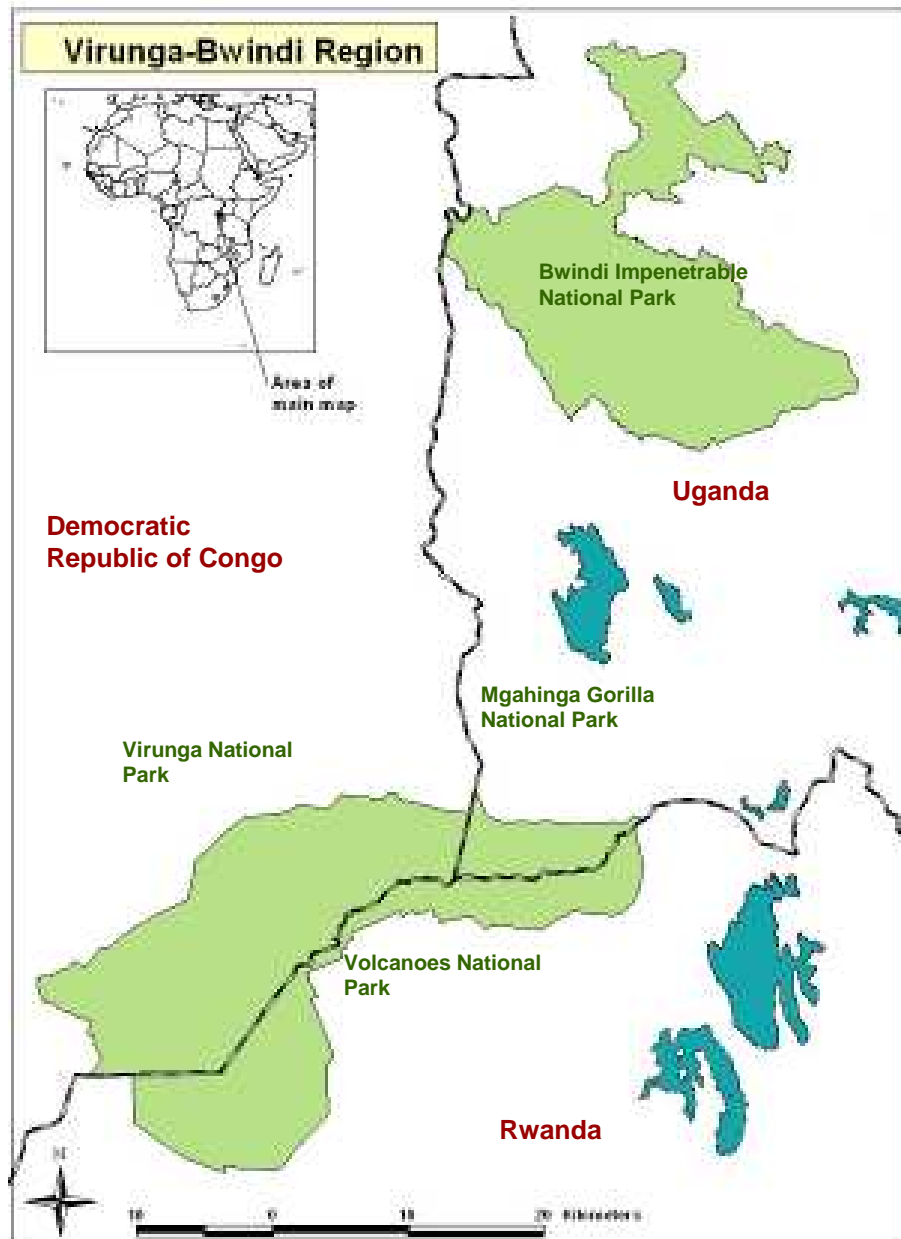 Virunga-Bwindi Region
Area of
main map
Bwindi Impenetrable
National Park
Uganda
Democratic
Republic of Congo
Mgahinga Gorilla
National Park
Virunga National
Park
Volcanoes National
Park
Rwanda
N
10 0 10 20 Kilometers